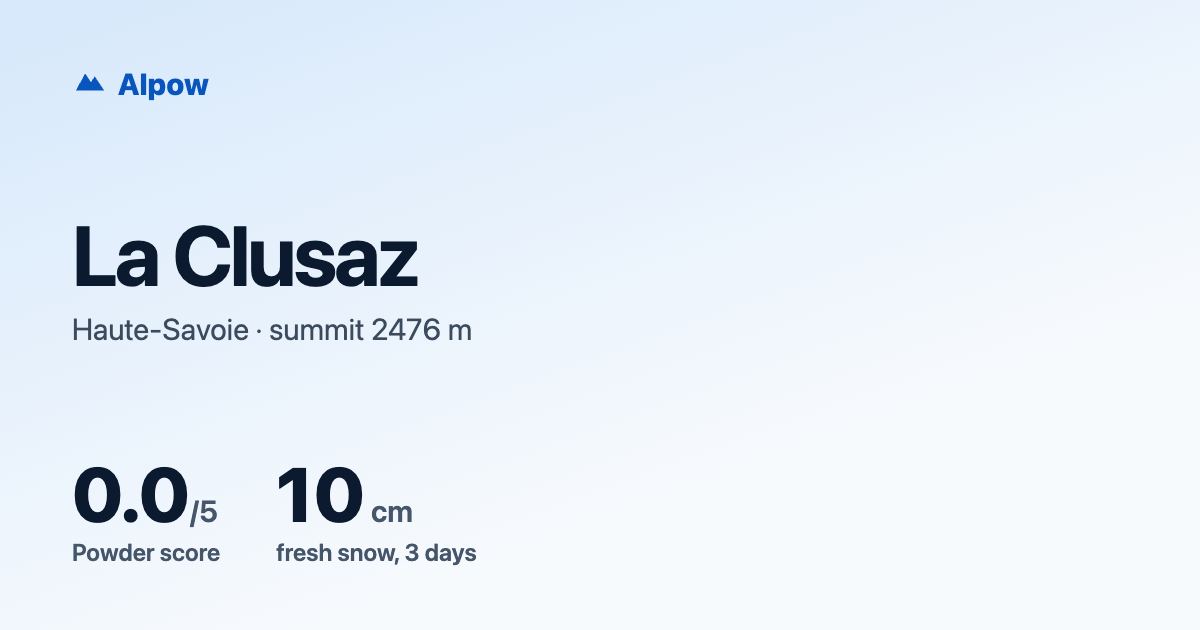 Alpow
La Clusaz
Haute-Savoie · summit 2476 m
0.0/5 10 cm
Powder score fresh snow, 3 days